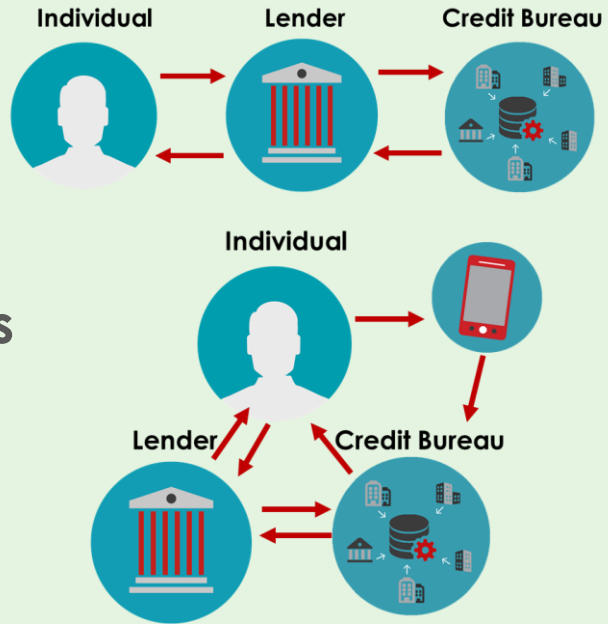 Individual
Lender
Credit Bureau
Individual
s
Lender
Credit Bureau